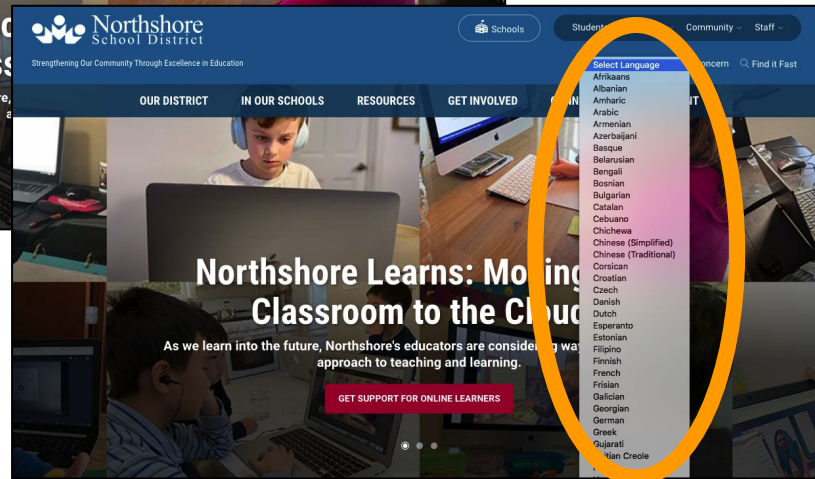 Northshore
School District
Strengthening Our Community Through Excellence in Education
Schools
Student
Community
Staff
Find it Fast
OUR DISTRICT
IN OUR SCHOOLS
RESOURCES
GET INVOLVED
Select Language
Afrikaans
Albanian
Amharic
Arabic
Armenian
Azerbaijani
Basque
Belarusian
Bengali
Bosnian
Bulgarian
Catalan
Cebuano
Chichewa
Chinese (Simplified)
Chinese (Traditional)
Corsican
Croatian
Czech
Danish
Dutch
Esperanto
Estonian
Filipino
Finnish
French
Frisian
Galician
Georgian
German
Greek
Gujarati
Northshore Learns:
Classroom to the
As we learn into the future, Northshore's educators are considering
approach to teaching and learning.
GET SUPPORT FOR ONLINE LEARNERS